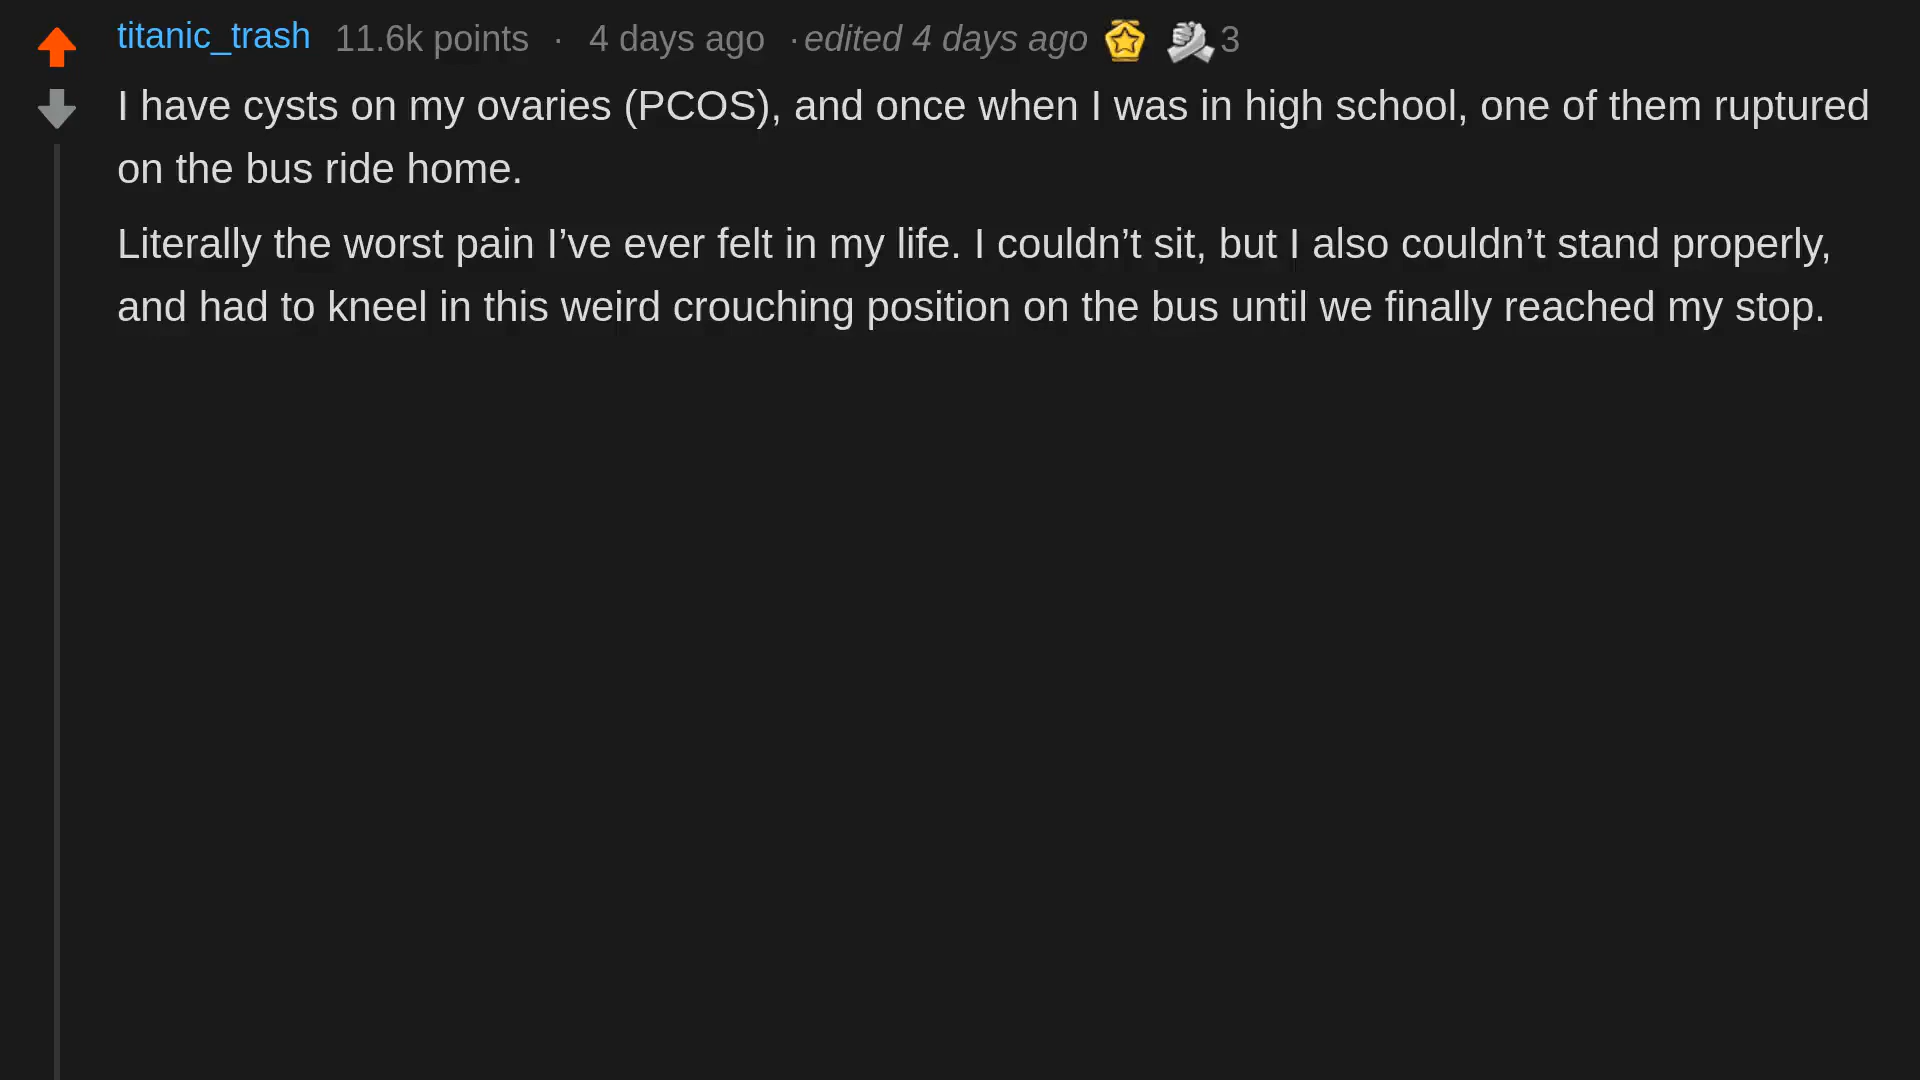 titanic_trash 11.6k points · 4 days ago · edited 4 days ago 3
I have cysts on my ovaries (PCOS), and once when I was in high school, one of them ruptured
on the bus ride home.
Literally the worst pain I’ve ever felt in my life. I couldn’t sit, but I also couldn’t stand properly,
and had to kneel in this weird crouching position on the bus until we finally reached my stop.